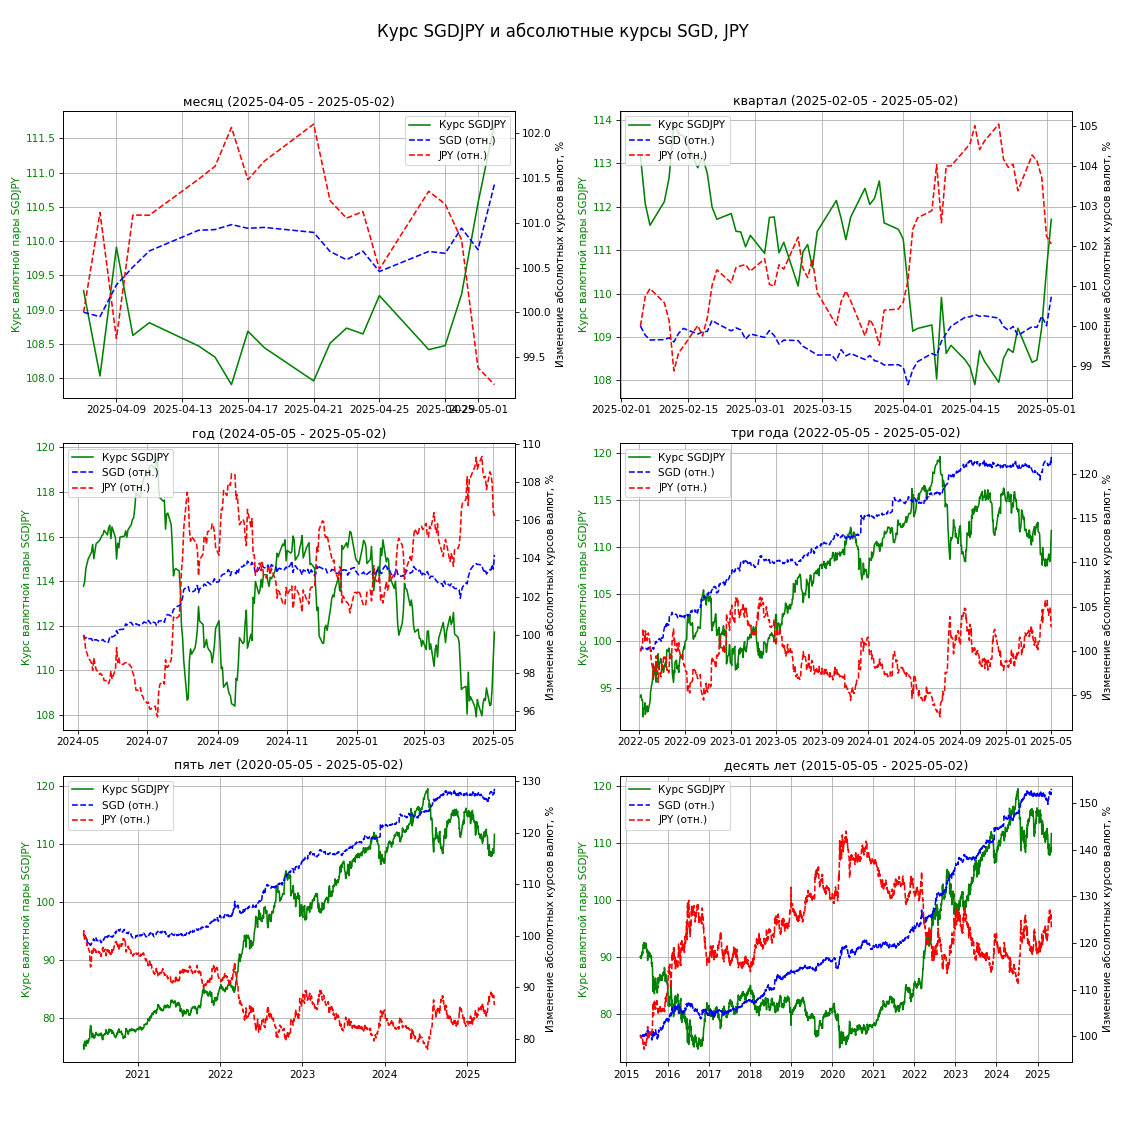 Курс SGDJPY и абсолютные курсы SGD, JPY
месяц (2025-04-05 - 2025-05-02)
Курс валютной пары SGDJPY
111.5
111.0
110.5
110.0
109.5
109.0
108.5
108.0
Курс SGDJPY
SGD (отн.)
JPY (отн.)
102.0
101.5
101.0
100.5
100.0
99.5
Изменение абсолютных курсов валют, %
2025-04-09 2025-04-13 2025-04-17 2025-04-21 2025-04-25 2025-04-29 2025-05-01
квартал (2025-02-05 - 2025-05-02)
Курс валютной пары SGDJPY
114
113
112
111
110
109
108
Курс SGDJPY
SGD (отн.)
JPY (отн.)
105
104
103
102
101
100
99
Изменение абсолютных курсов валют, %
2025-02-01 2025-02-15 2025-03-01 2025-03-15 2025-04-01 2025-04-15 2025-05-01
год (2024-05-05 - 2025-05-02)
Курс валютной пары SGDJPY
120
118
116
114
112
110
108
Курс SGDJPY
SGD (отн.)
JPY (отн.)
110
108
106
104
102
100
98
96
Изменение абсолютных курсов валют, %
2024-05 2024-07 2024-09 2024-11 2025-01 2025-03 2025-05
три года (2022-05-05 - 2025-05-02)
Курс валютной пары SGDJPY
120
115
110
105
100
95
Курс SGDJPY
SGD (отн.)
JPY (отн.)
120
115
110
105
100
95
Изменение абсолютных курсов валют, %
2022-05 2022-09 2023-01 2023-05 2023-09 2024-01 2024-05 2024-09 2025-01 2025-05
пять лет (2020-05-05 - 2025-05-02)
Курс валютной пары SGDJPY
120
110
100
90
80
Курс SGDJPY
SGD (отн.)
JPY (отн.)
130
120
110
100
90
80
Изменение абсолютных курсов валют, %
2021 2022 2023 2024 2025
десять лет (2015-05-05 - 2025-05-02)
Курс валютной пары SGDJPY
120
110
100
90
80
Курс SGDJPY
SGD (отн.)
JPY (отн.)
150
140
130
120
110
100
Изменение абсолютных курсов валют, %
2015 2016 2017 2018 2019 2020 2021 2022 2023 2024 2025